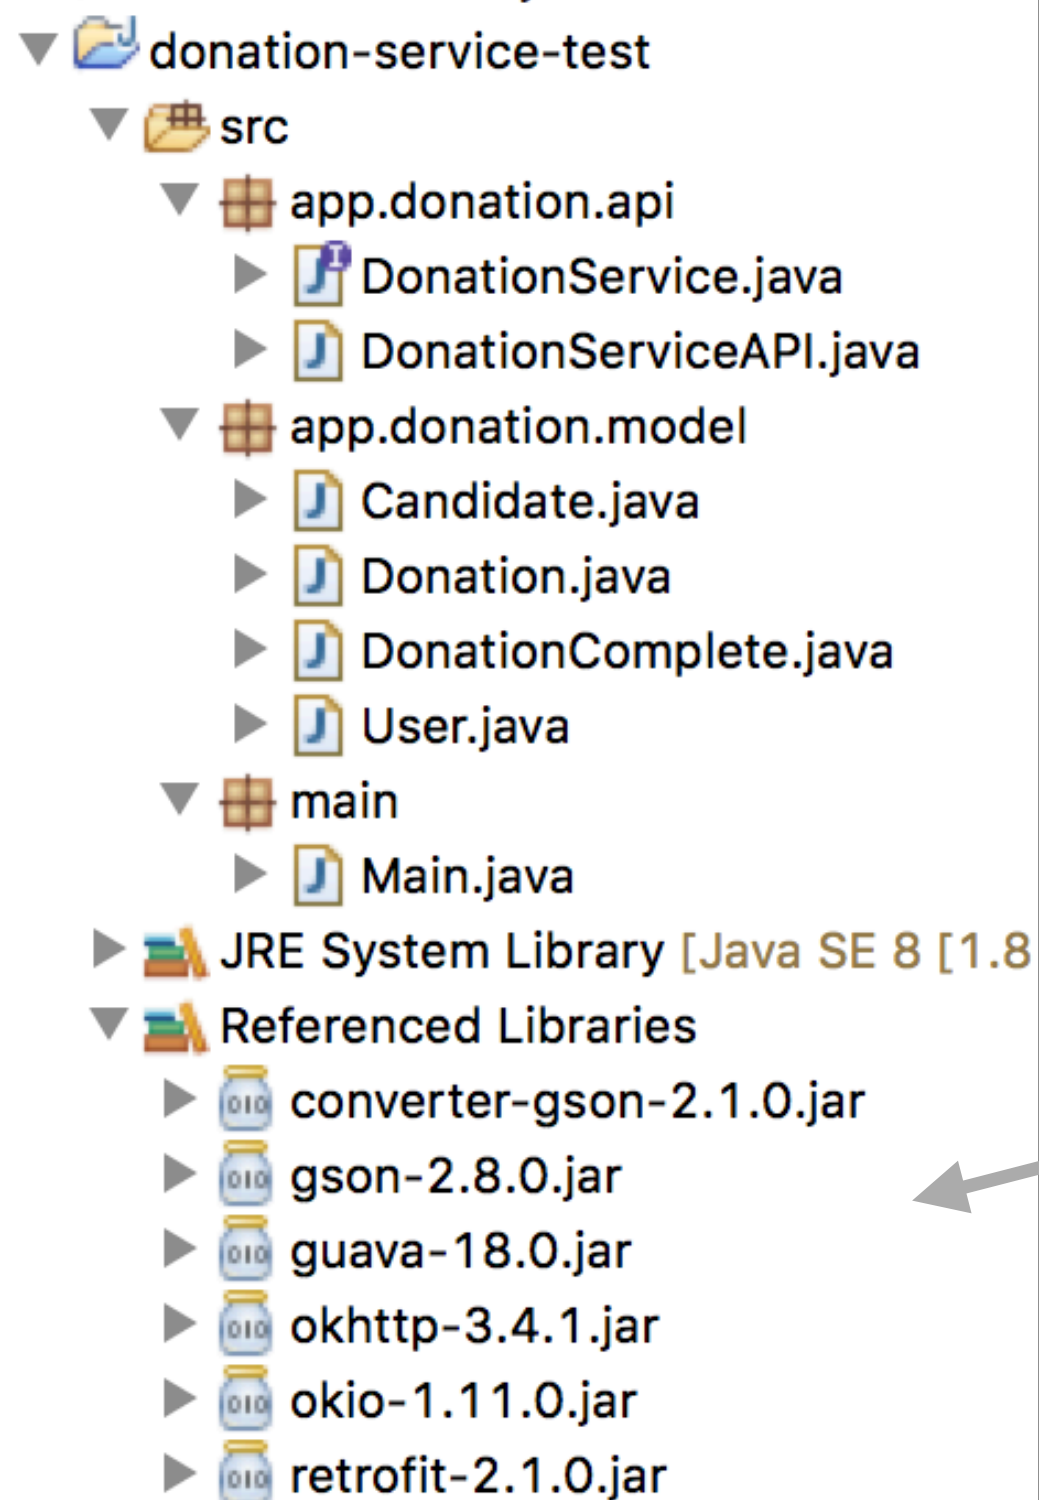 donation-service-test
src
app.donation.api
DonationService.java
DonationServiceAPI.java
app.donation.model
Candidate.java
Donation.java
DonationComplete.java
User.java
main
Main.java
JRE System Library [Java SE 8 [1.8
Referenced Libraries
converter-gson-2.1.0.jar
gson-2.8.0.jar
guava-18.0.jar
okhttp-3.4.1.jar
okio-1.11.0.jar
retrofit-2.1.0.jar